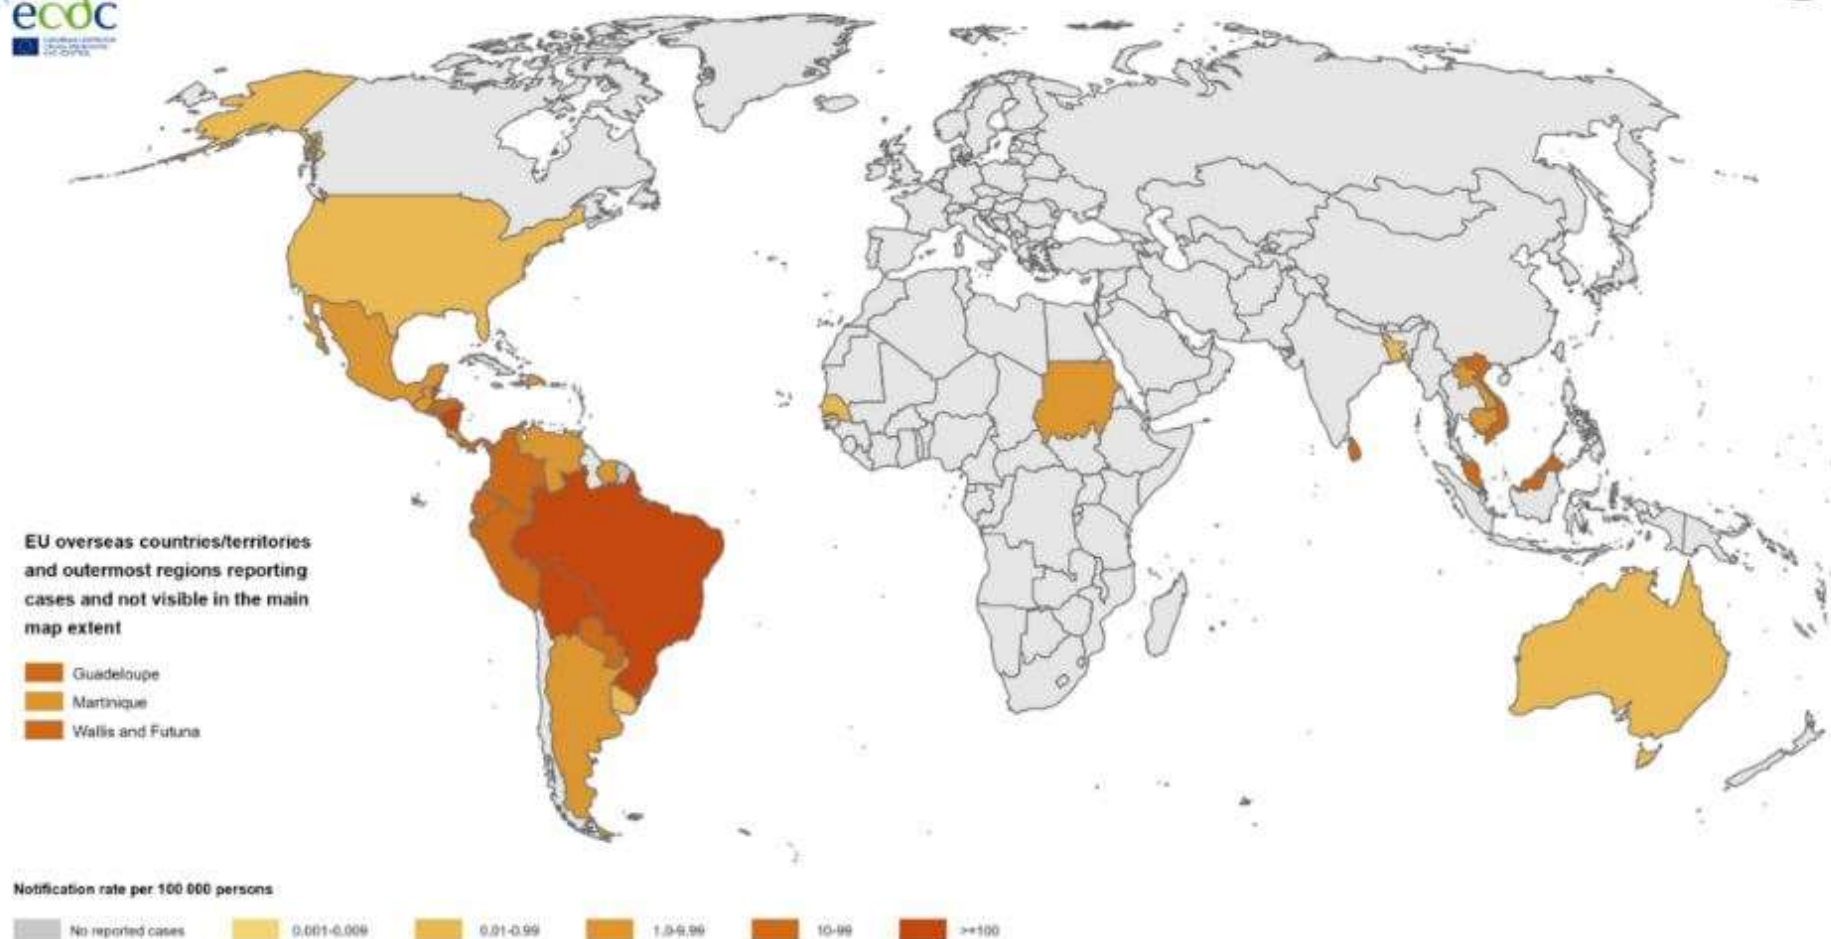 ecdc
EU overseas countries/territories
and outermost regions reporting
cases and not visible in the main
map extent
Guadeloupe
Martinique
Wallis and Futuna
Notification rate per 100 000 persons
No reported cases
0.001-0.009
0.01-0.99
1.0-9.99
10-99
>=100